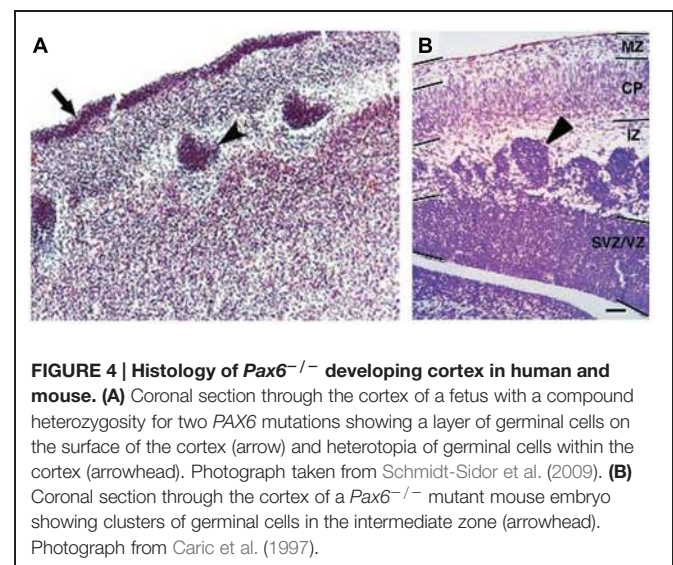 A
B
MZ
CP
IZ
SVZ/VZ
FIGURE 4 | Histology of Pax6−/− developing cortex in human and
mouse. (A) Coronal section through the cortex of a fetus with a compound
heterozygosity for two PAX6 mutations showing a layer of germinal cells on
the surface of the cortex (arrow) and heterotopia of germinal cells within the
cortex (arrowhead). Photograph taken from Schmidt-Sidor et al. (2009). (B)
Coronal section through the cortex of a Pax6−/− mutant mouse embryo
showing clusters of germinal cells in the intermediate zone (arrowhead).
Photograph from Caric et al. (1997).